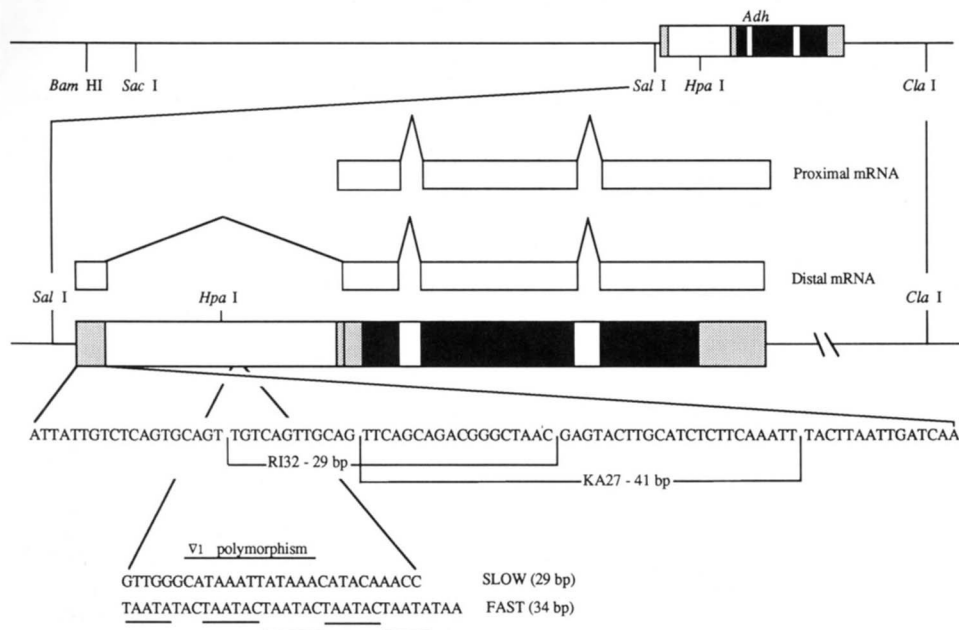 Adh
Bam HI Sac I Sal I Hpa I Cla I
Proximal mRNA
Distal mRNA
Sal I Hpa I Cla I
ATTATTGTCTCAGTGCAGT TGTCAGTTGCAG TTCAGCAGACGGGCTAAC GAGTACTTGCATCTCTTCAAATT TACTTAATTGATCAA
RI32 - 29 bp
KA27 - 41 bp
∇1 polymorphism
GTTGGGCATAAATTATAAACATACAAACC SLOW (29 bp)
TAATATACTAATACTAATACTAATACTAATATAA FAST (34 bp)